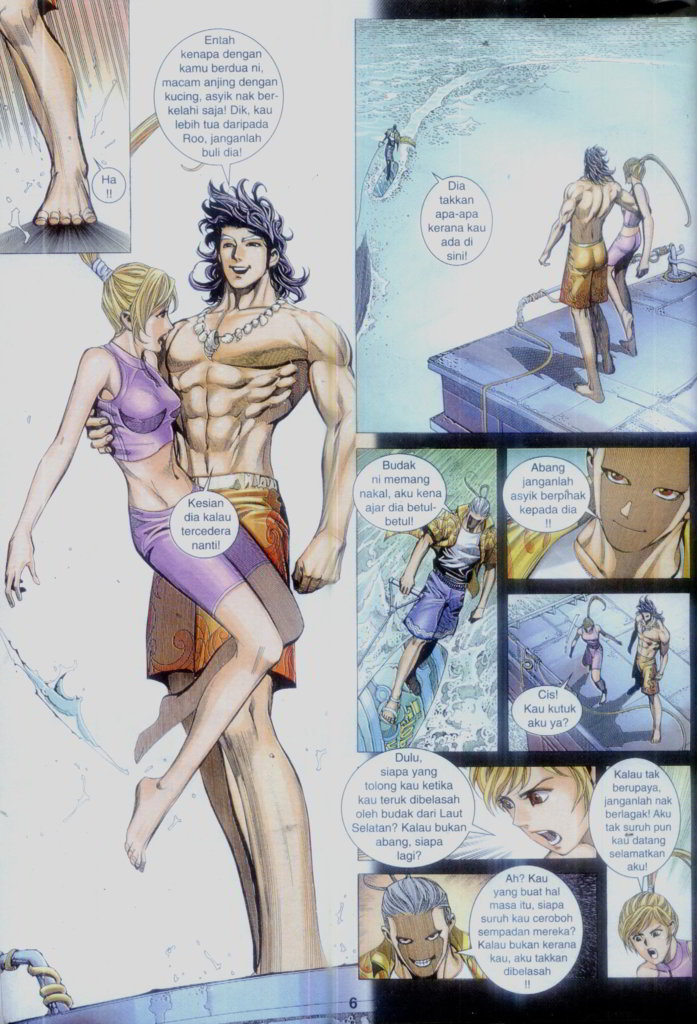 Ha
!!
Entah
kenapa dengan
kamu berdua ni,
macam anjing dengan
kucing, asyik nak ber-
kelahi saja! Dik, kau
lebih tua daripada
Roo, janganlah
buli dia!
Kesian
dia kalau
tercedera
nanti!
Dia
takkan
apa-apa
kerana kau
ada di
sini!
Budak
ni memang
nakal, aku kena
ajar dia betul-
betul!
Abang
janganlah
asyik berpihak
kepada dia
!!
Cis!
Kau kutuk
aku ya?
Dulu,
siapa yang
tolong kau ketika
kau teruk dibelasah
oleh budak dari Laut
Selatan? Kalau bukan
abang, siapa
lagi?
Kalau tak
berupaya,
janganlah nak
berlagak! Aku
tak suruh pun
kau datang
selamatkan
aku!
Ah? Kau
yang buat hal
masa itu, siapa
suruh kau ceroboh
sempadan mereka?
Kalau bukan kerana
kau, aku takkan
dibelasah
!!
6